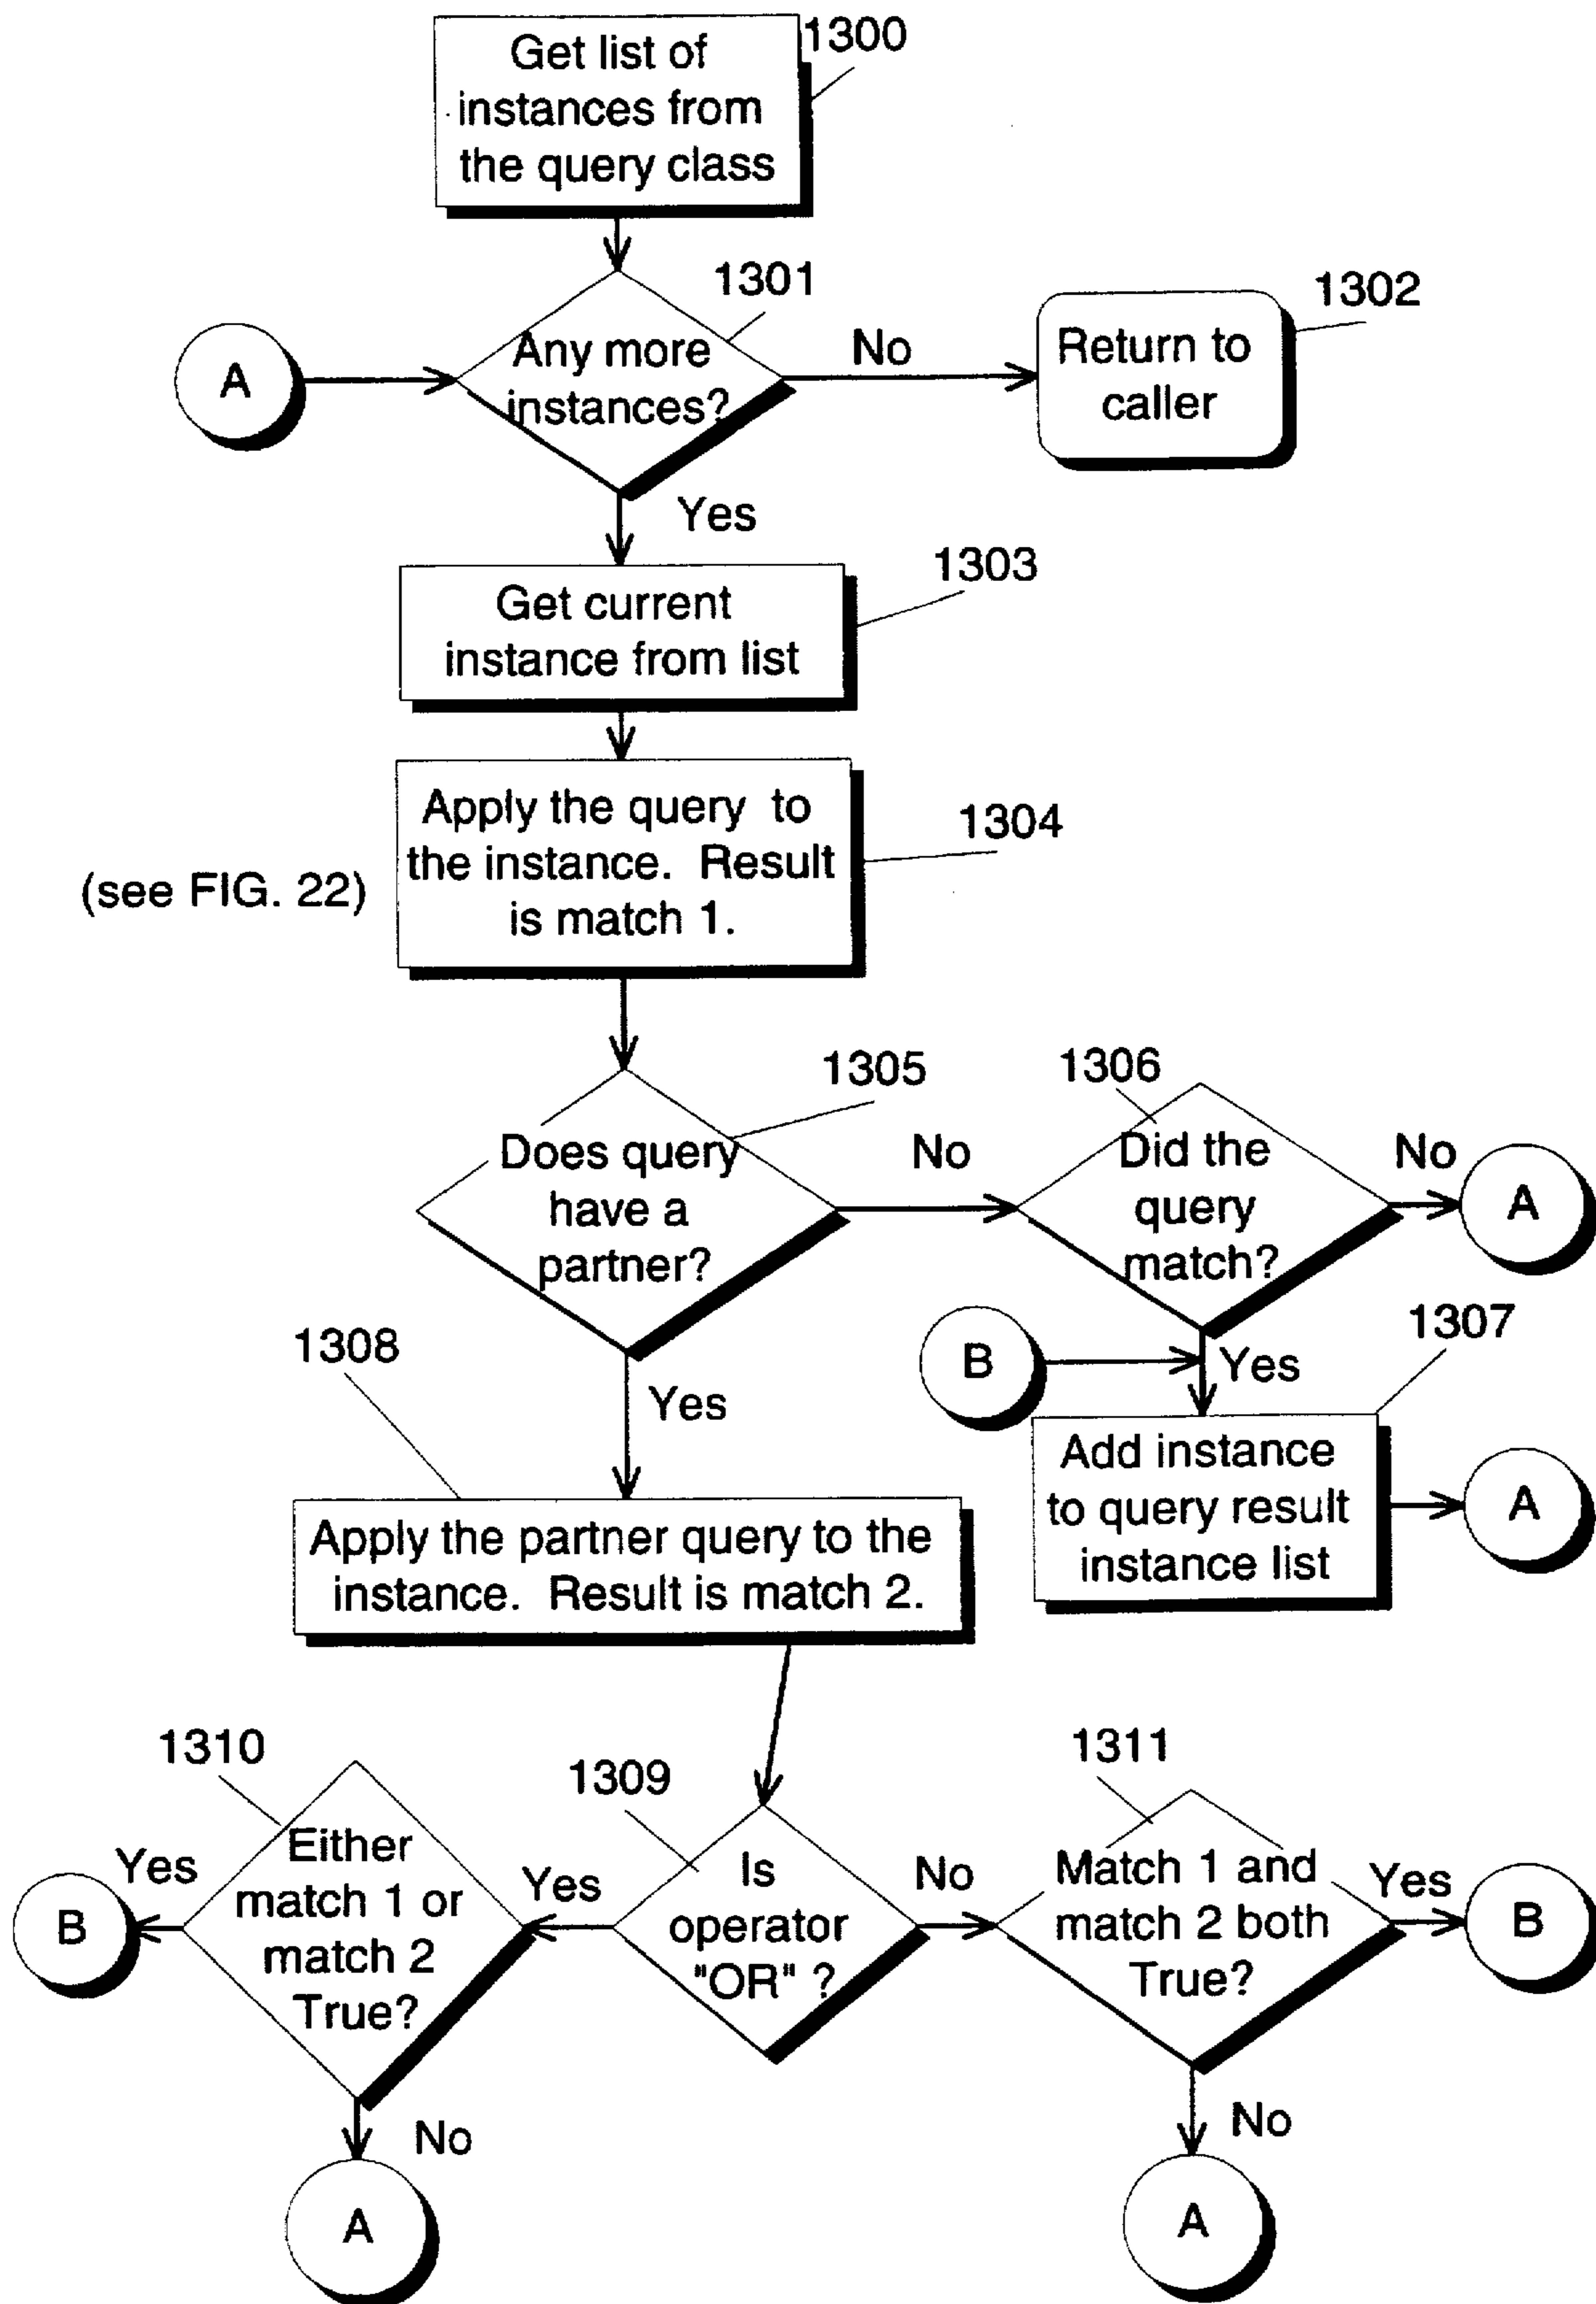 Get list of
instances from
the query class
1300
1301
A
Any more
instances?
No
Return to
caller
1302
Yes
Get current
instance from list
1303
(see FIG. 22)
Apply the query to
the instance. Result
is match 1.
1304
1305
Does query
have a
partner?
No
1306
Did the
query
match?
No
A
Yes
B
Yes
1307
Add instance
to query result
instance list
A
1308
Apply the partner query to the
instance. Result is match 2.
1309
Is
operator
"OR" ?
Yes
1310
Either
match 1 or
match 2
True?
Yes
B
No
A
No
1311
Match 1 and
match 2 both
True?
Yes
B
No
A